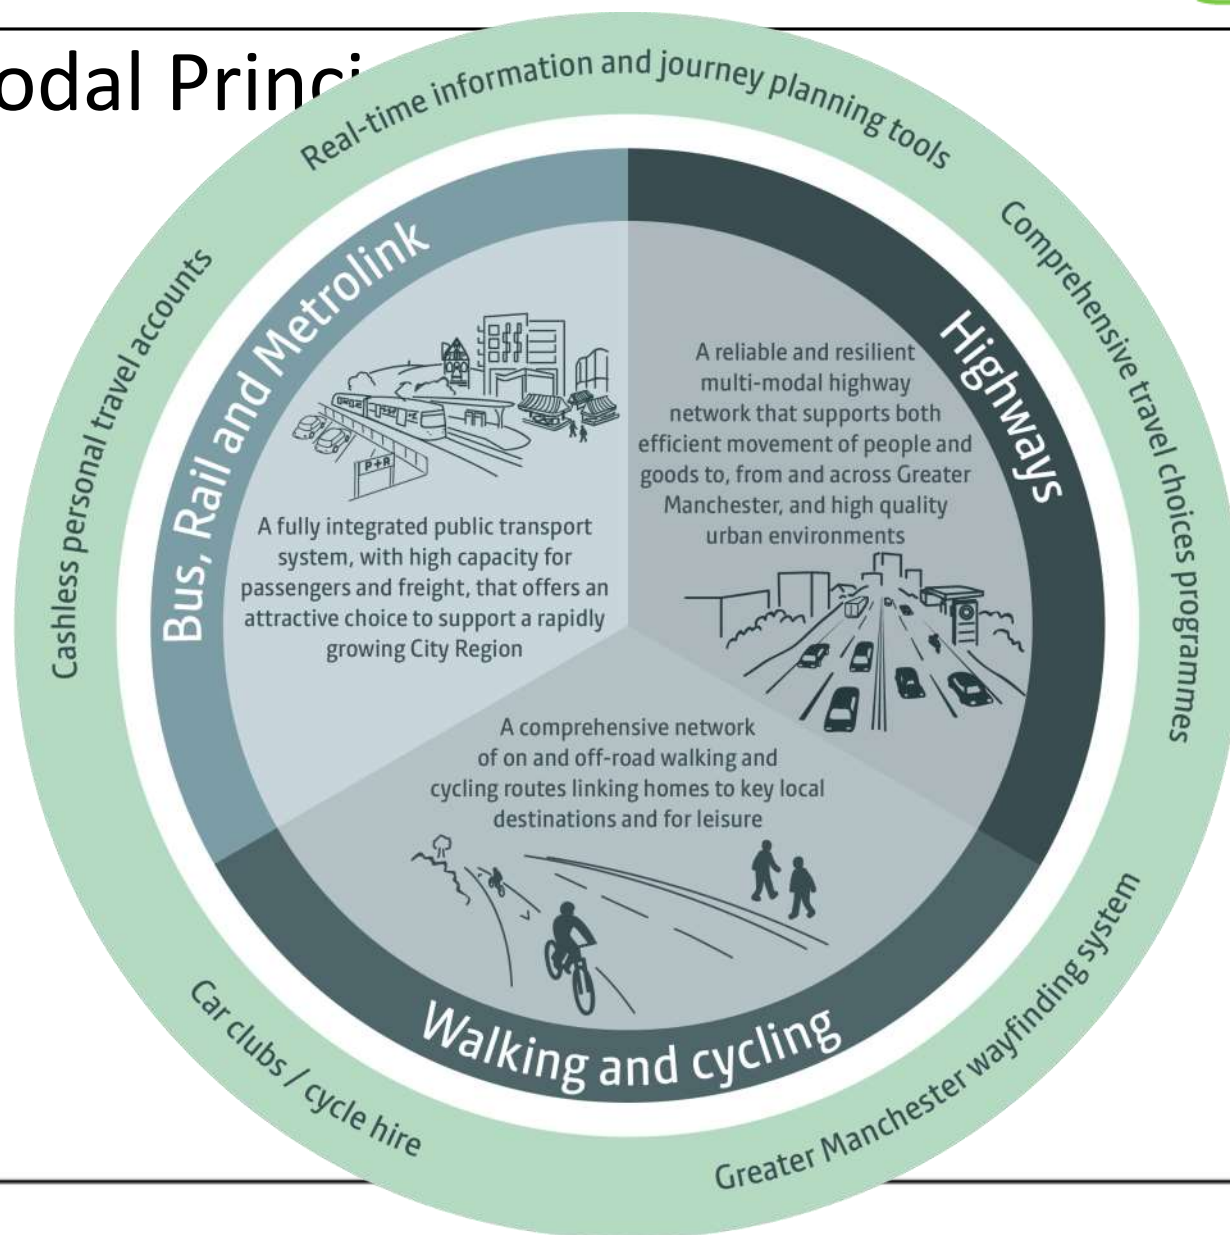 odal Princi
Real-time information and journey planning tools
Comprehensive travel choices programmes
Greater Manchester wayfinding system
Car clubs / cycle hire
Cashless personal travel accounts
Bus, Rail and Metrolink
P+R
A fully integrated public transport
system, with high capacity for
passengers and freight, that offers an
attractive choice to support a rapidly
growing City Region
Highways
A reliable and resilient
multi-modal highway
network that supports both
efficient movement of people and
goods to, from and across Greater
Manchester, and high quality
urban environments
A comprehensive network
of on and off-road walking and
cycling routes linking homes to key local
destinations and for leisure
Walking and cycling